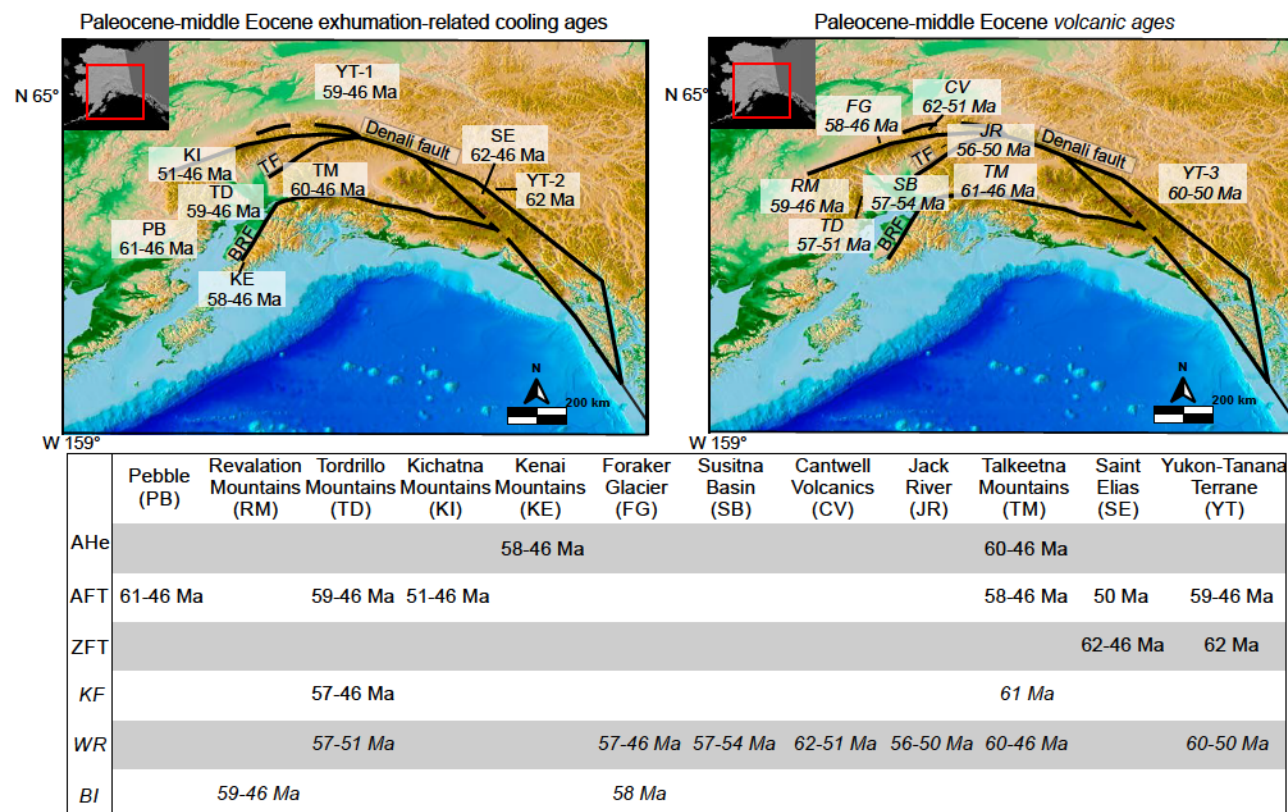 Paleocene-middle Eocene exhumation-related cooling ages
N 65°
YT-1
59-46 Ma
Denali fault
SE
62-46 Ma
KI
51-46 Ma
TF
TM
60-46 Ma
YT-2
62 Ma
TD
59-46 Ma
PB
61-46 Ma
BRF
KE
58-46 Ma
N
200 km
W 159°
Paleocene-middle Eocene volcanic ages
N 65°
CV
62-51 Ma
FG
58-46 Ma
JR
56-50 Ma
Denali fault
TF
TM
61-46 Ma
YT-3
60-50 Ma
RM
59-46 Ma
SB
57-54 Ma
TD
57-51 Ma
BRF
N
200 km
W 159°
Pebble (PB) Revalation Mountains (RM) Tordrillo Mountains (TD) Kichatna Mountains (KI) Kenai Mountains (KE) Foraker Glacier (FG) Susitna Basin (SB) Cantwell Volcanics (CV) Jack River (JR) Talkeetna Mountains (TM) Saint Elias (SE) Yukon-Tanana Terrane (YT)
AHe 58-46 Ma 60-46 Ma
AFT 61-46 Ma 59-46 Ma 51-46 Ma 58-46 Ma 50 Ma 59-46 Ma
ZFT 62-46 Ma 62 Ma
KF 57-46 Ma 61 Ma
WR 57-51 Ma 57-46 Ma 57-54 Ma 62-51 Ma 56-50 Ma 60-46 Ma 60-50 Ma
BI 59-46 Ma 58 Ma